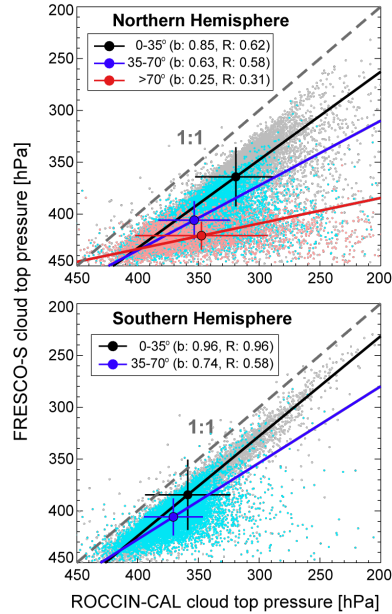 Northern Hemisphere
0-35° (b: 0.85, R: 0.62)
35-70° (b: 0.63, R: 0.58)
>70° (b: 0.25, R: 0.31)
1:1
200
250
300
350
400
450
450 400 350 300 250 200
FRESCO-S cloud top pressure [hPa]
Southern Hemisphere
0-35° (b: 0.96, R: 0.96)
35-70° (b: 0.74, R: 0.58)
1:1
200
250
300
350
400
450
450 400 350 300 250 200
ROCCIN-CAL cloud top pressure [hPa]